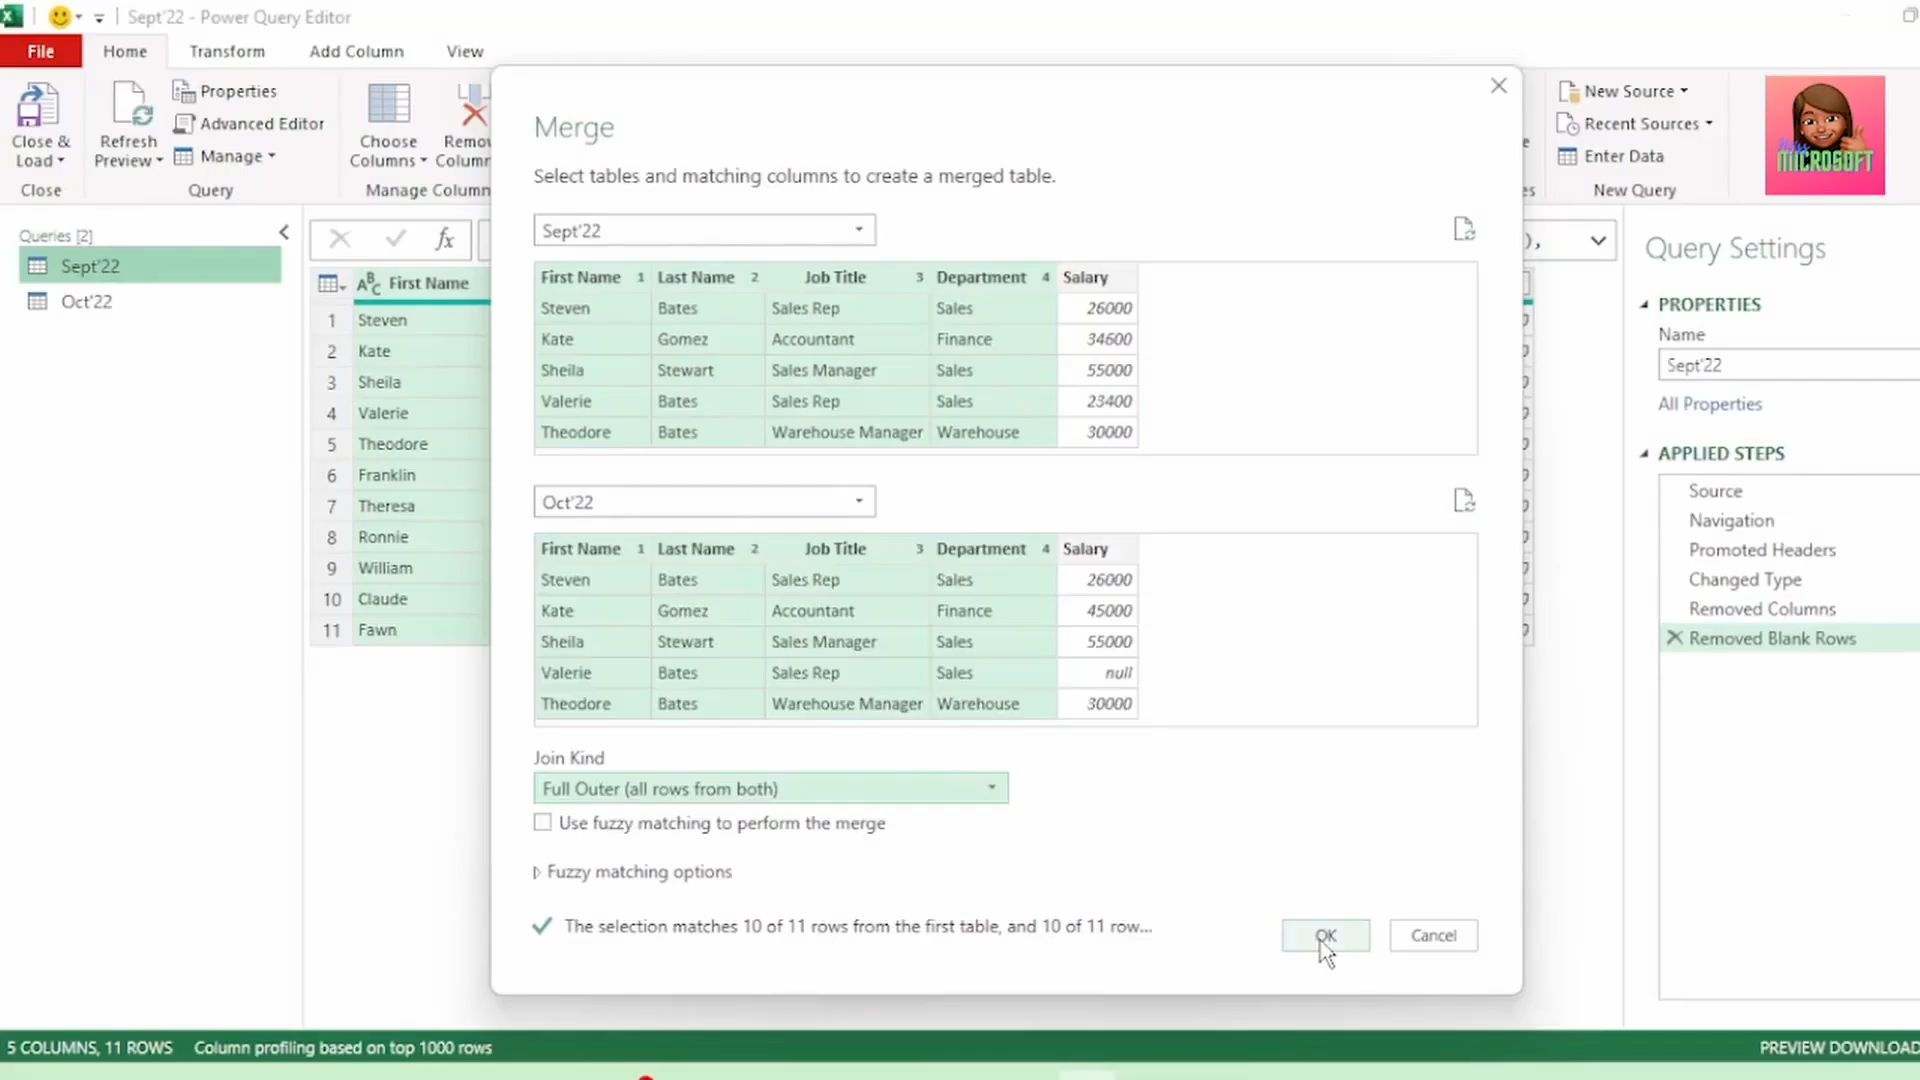 Sept'22 - Power Query Editor
File
Home
Transform
Add Column
View
Close &
Load
Close
Refresh
Preview
Properties
Advanced Editor
Manage
Query
Choose
Columns
Manage Column
New Source
Recent Sources
Enter Data
New Query
Miss
MICROSOFT
Queries [2]
Sept'22
Oct'22
fx
First Name
1 Steven
2 Kate
3 Sheila
4 Valerie
5 Theodore
6 Franklin
7 Theresa
8 Ronnie
9 William
10 Claude
11 Fawn
Merge
Select tables and matching columns to create a merged table.
Sept'22
First Name 1 Last Name 2 Job Title 3 Department 4 Salary
Steven Bates Sales Rep Sales 26000
Kate Gomez Accountant Finance 34600
Sheila Stewart Sales Manager Sales 55000
Valerie Bates Sales Rep Sales 23400
Theodore Bates Warehouse Manager Warehouse 30000
Oct'22
First Name 1 Last Name 2 Job Title 3 Department 4 Salary
Steven Bates Sales Rep Sales 26000
Kate Gomez Accountant Finance 45000
Sheila Stewart Sales Manager Sales 55000
Valerie Bates Sales Rep Sales null
Theodore Bates Warehouse Manager Warehouse 30000
Join Kind
Full Outer (all rows from both)
Use fuzzy matching to perform the merge
Fuzzy matching options
The selection matches 10 of 11 rows from the first table, and 10 of 11 row...
OK
Cancel
Query Settings
PROPERTIES
Name
Sept'22
All Properties
APPLIED STEPS
Source
Navigation
Promoted Headers
Changed Type
Removed Columns
Removed Blank Rows
5 COLUMNS, 11 ROWS
Column profiling based on top 1000 rows
PREVIEW DOWNLOAD